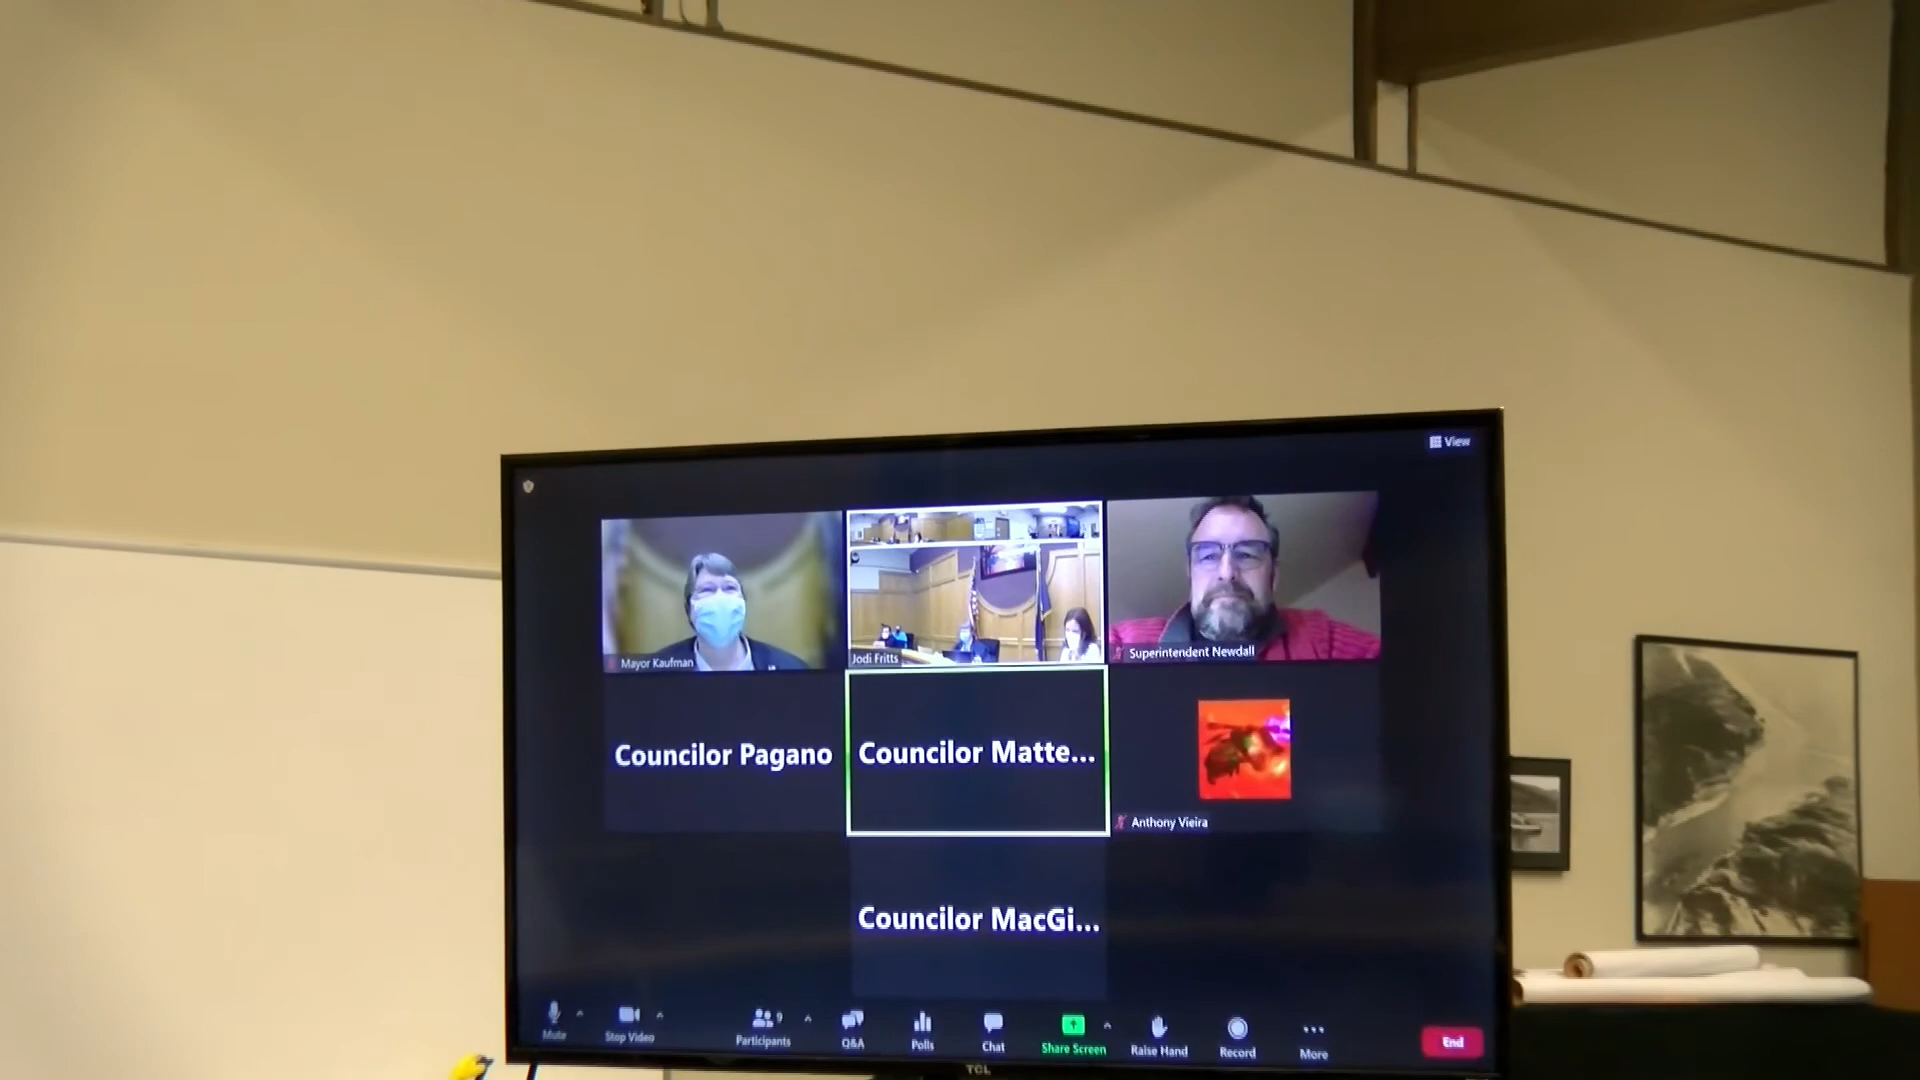 View
Mayor Kaufman
Jodi Fritts
Superintendent Newdall
Councilor Pagano
Councilor Matte...
Anthony Vieira
Councilor MacGi...
Mute
Stop Video
9
Participants
Q&A
Polls
Chat
Share Screen
Raise Hand
Record
More
End
TCL